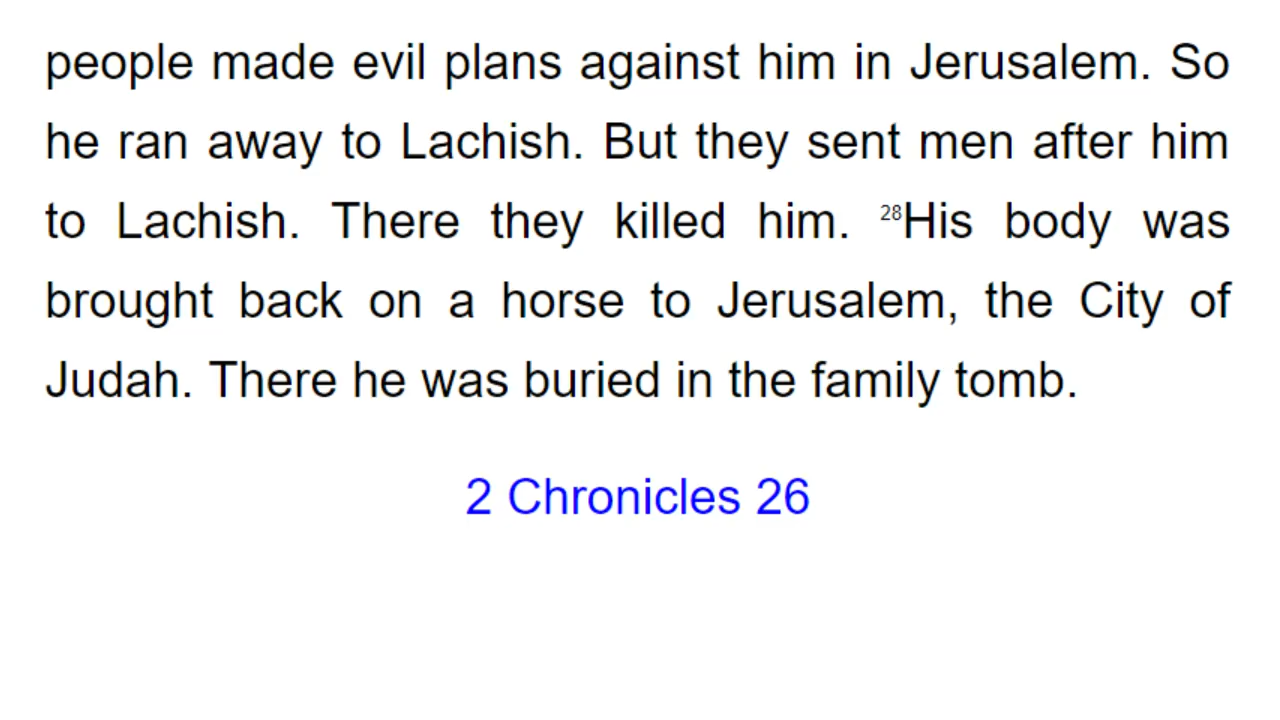 people made evil plans against him in Jerusalem. So
he ran away to Lachish. But they sent men after him
to Lachish. There they killed him. 28His body was
brought back on a horse to Jerusalem, the City of
Judah. There he was buried in the family tomb.
2 Chronicles 26